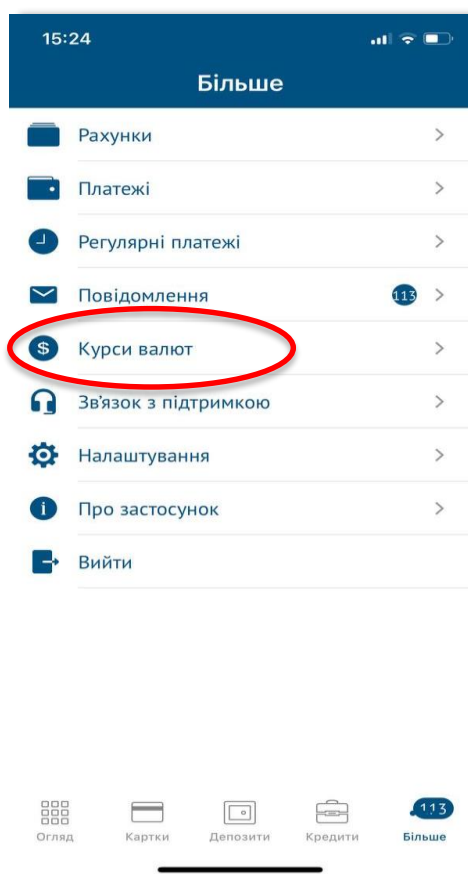 15:24
Більше
Рахунки
Платежі
Регулярні платежі
Повідомлення 113
$ Курси валют
Зв'язок з підтримкою
Налаштування
i Про застосунок
Вийти
113
Огляд Картки Депозити Кредити Більше